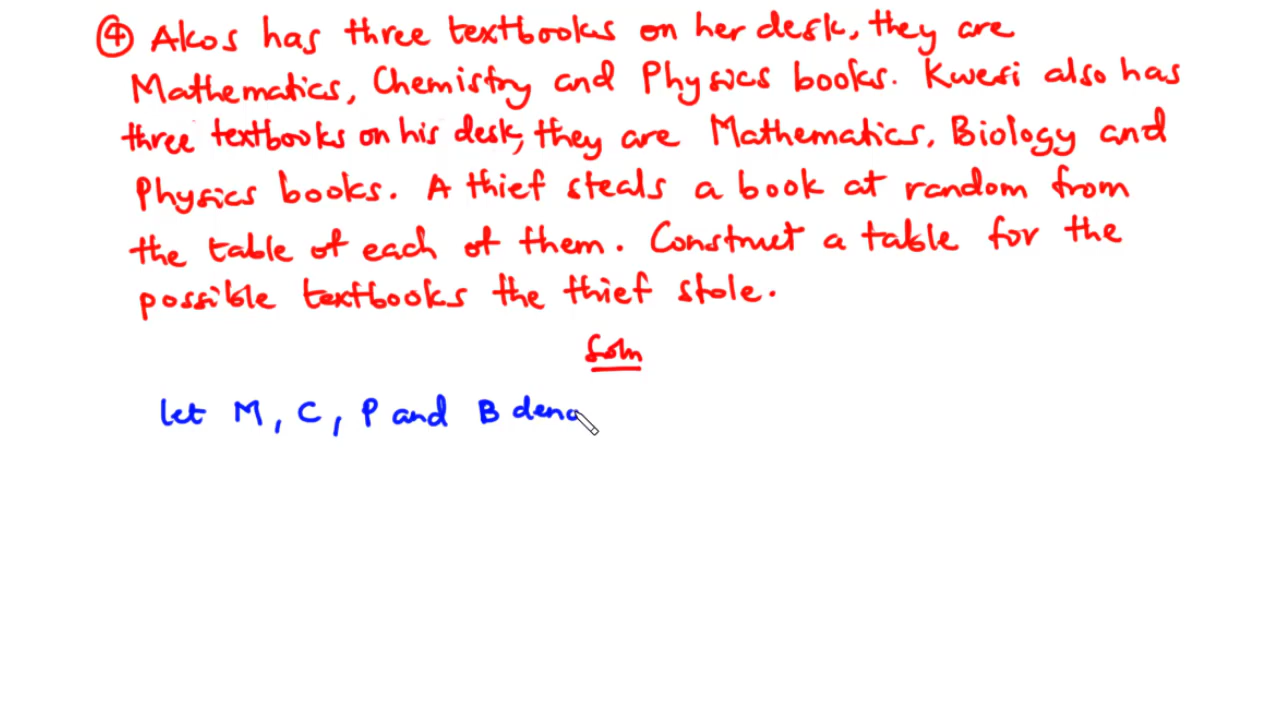 ④ Akos has three textbooks on her desk, they are
Mathematics, Chemistry and Physics books. Kwesi also has
three textbooks on his desk, they are Mathematics, Biology and
Physics books. A thief steals a book at random from
the table of each of them. Construct a table for the
possible textbooks the thief stole.
Soln
let M, C, P and B deno